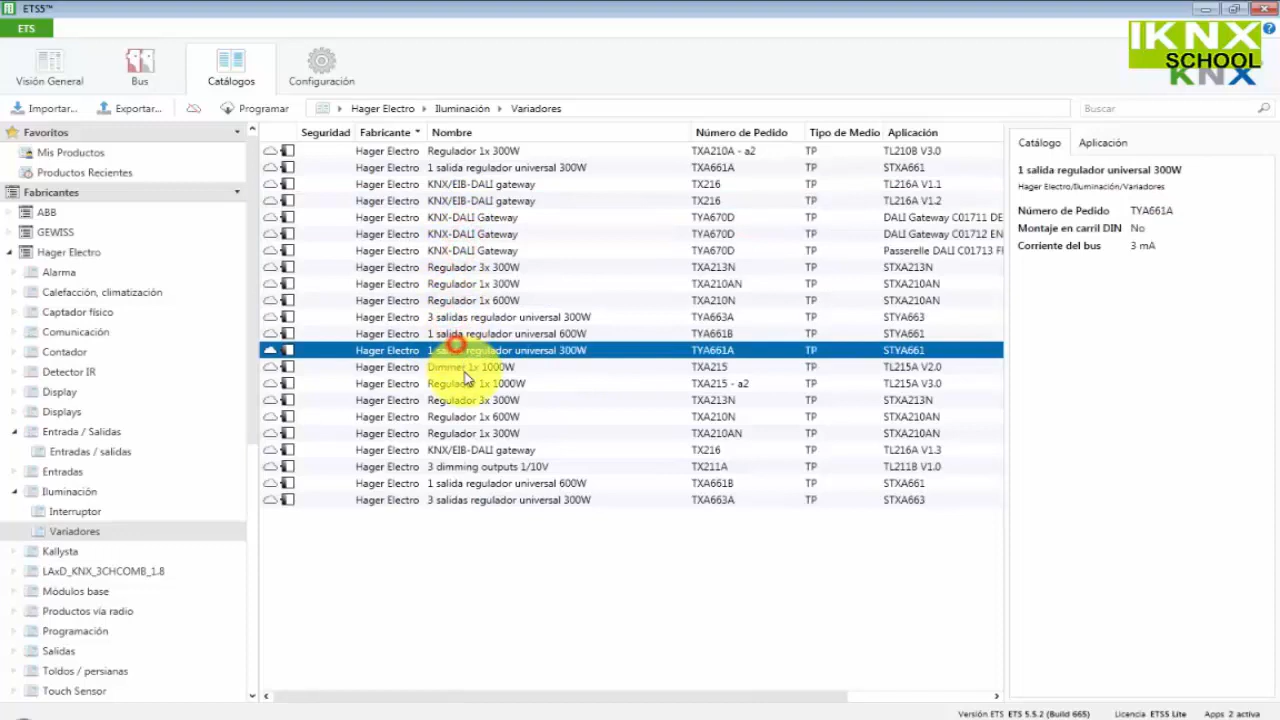 ETS5™
ETS
IKNX
SCHOOL
KNX
Visión General
Bus
Catálogos
Configuración
Importar...
Exportar...
Programar
Hager Electro
Iluminación
Variadores
Buscar
Favoritos
Mis Productos
Productos Recientes
Fabricantes
ABB
GEWISS
Hager Electro
Alarma
Calefacción, climatización
Captador físico
Comunicación
Contador
Detector IR
Display
Displays
Entrada / Salidas
Entradas / salidas
Entradas
Iluminación
Interruptor
Variadores
Kallysta
LAxD_KNX_3CHCOMB_1.8
Módulos base
Productos vía radio
Programación
Salidas
Toldos / persianas
Touch Sensor
Seguridad Fabricante Nombre Número de Pedido Tipo de Medio Aplicación
Hager Electro Regulador 1x 300W TXA210A - a2 TP TL210B V3.0
Hager Electro 1 salida regulador universal 300W TXA661A TP STXA661
Hager Electro KNX/EIB-DALI gateway TX216 TP TL216A V1.1
Hager Electro KNX/EIB-DALI gateway TX216 TP TL216A V1.2
Hager Electro KNX-DALI Gateway TYA670D TP DALI Gateway C01711 DE
Hager Electro KNX-DALI Gateway TYA670D TP DALI Gateway C01712 EN
Hager Electro KNX-DALI Gateway TYA670D TP Passerelle DALI C01713 FR
Hager Electro Regulador 3x 300W TXA213N TP STXA213N
Hager Electro Regulador 1x 300W TXA210AN TP STXA210AN
Hager Electro Regulador 1x 600W TXA210N TP STXA210AN
Hager Electro 3 salidas regulador universal 300W TYA663A TP STYA663
Hager Electro 1 salida regulador universal 600W TYA661B TP STYA661
Hager Electro 1 salida regulador universal 300W TYA661A TP STYA661
Hager Electro Dimmer 1x 1000W TXA215 TP TL215A V2.0
Hager Electro Regulador 1x 1000W TXA215 - a2 TP TL215A V3.0
Hager Electro Regulador 3x 300W TXA213N TP STXA213N
Hager Electro Regulador 1x 600W TXA210N TP STXA210AN
Hager Electro Regulador 1x 300W TXA210AN TP STXA210AN
Hager Electro KNX/EIB-DALI gateway TX216 TP TL216A V1.3
Hager Electro 3 dimming outputs 1/10V TX211A TP TL211B V1.0
Hager Electro 1 salida regulador universal 600W TXA661B TP STXA661
Hager Electro 3 salidas regulador universal 300W TXA663A TP STXA663
Catálogo Aplicación
1 salida regulador universal 300W
Hager Electro/Iluminación/Variadores
Número de Pedido TYA661A
Montaje en carril DIN No
Corriente del bus 3 mA
Versión ETS ETS 5.5.2 (Build 665) Licencia ETS5 Lite Apps 2 activa